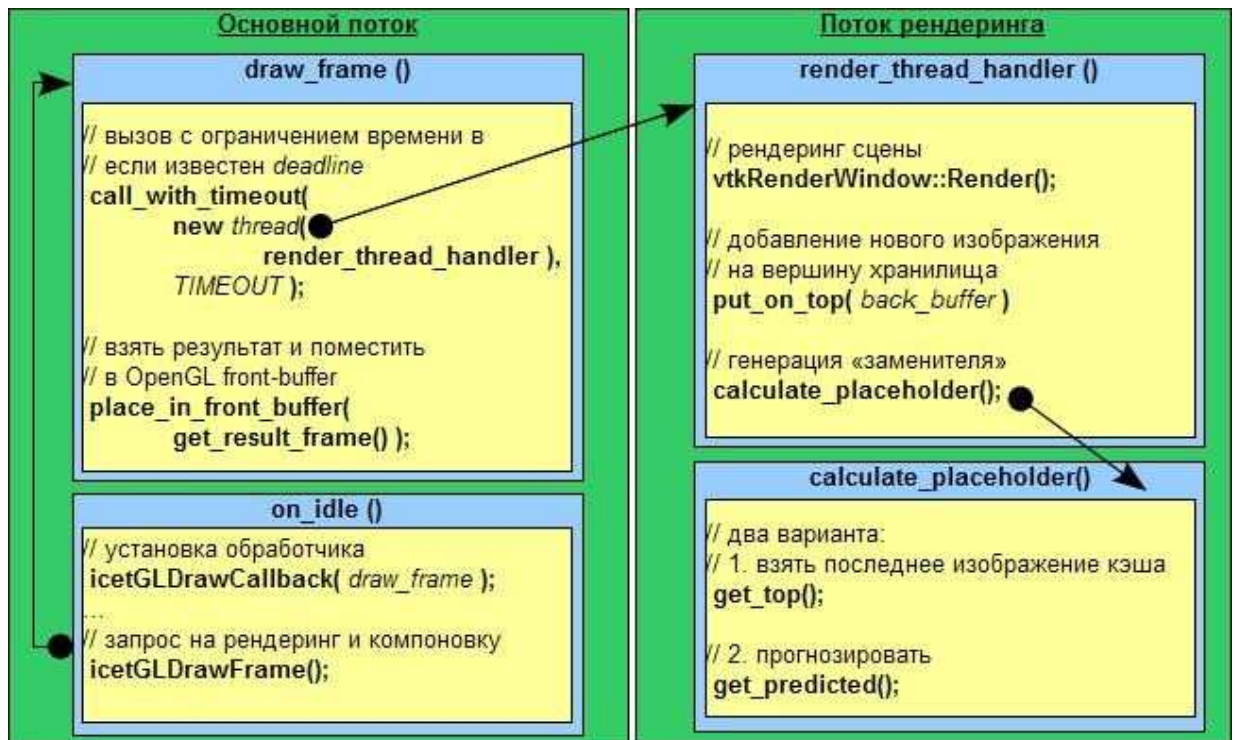 Основной поток
draw_frame ()
// вызов с ограничением времени в
// если известен deadline
call_with_timeout(
new thread(
render_thread_handler ),
TIMEOUT );
// взять результат и поместить
// в OpenGL front-buffer
place_in_front_buffer(
get_result_frame() );
on_idle ()
// установка обработчика
icetGLDrawCallback( draw_frame );
...
// запрос на рендеринг и компоновку
icetGLDrawFrame();
Поток рендеринга
render_thread_handler ()
// рендеринг сцены
vtkRenderWindow::Render();
// добавление нового изображения
// на вершину хранилища
put_on_top( back_buffer )
// генерация «заменителя»
calculate_placeholder();
calculate_placeholder()
// два варианта:
// 1. взять последнее изображение кэша
get_top();
// 2. прогнозировать
get_predicted();